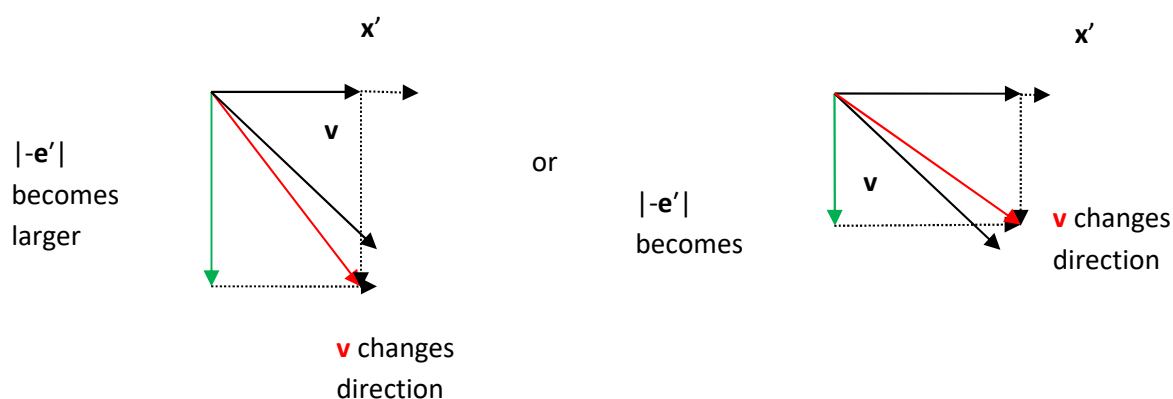 x’
v
|-e’|
becomes
larger
v changes
direction
or
x’
v
|-e’|
becomes
v changes
direction